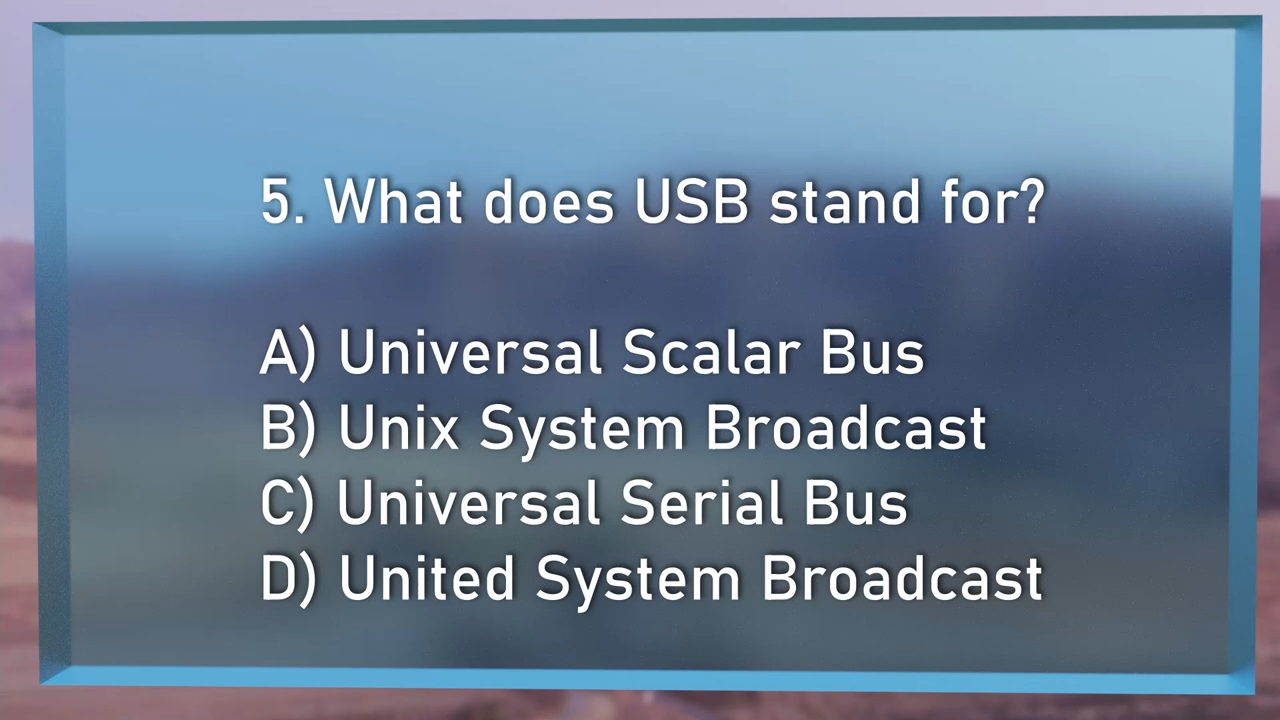 5. What does USB stand for?
A) Universal Scalar Bus
B) Unix System Broadcast
C) Universal Serial Bus
D) United System Broadcast